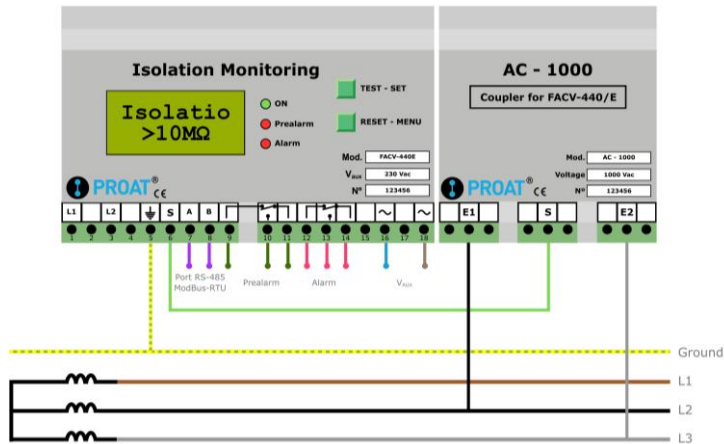 Isolation Monitoring
Isolatio
>10MΩ
ON
Prealarm
Alarm
TEST - SET
RESET - MENU
Mod. FACV-440E
VAUX 230 Vac
Nº 123456
PROAT® CE
L1 L2 S A B
1 2 3 4 5 6 7 8 9 10 11 12 13 14 15 16 17 18
Port RS-485
ModBus-RTU
Prealarm
Alarm
VAUX
AC - 1000
Coupler for FACV-440/E
Mod. AC - 1000
Voltage 1000 Vac
Nº 123456
PROAT® CE
E1 S E2
Ground
L1
L2
L3